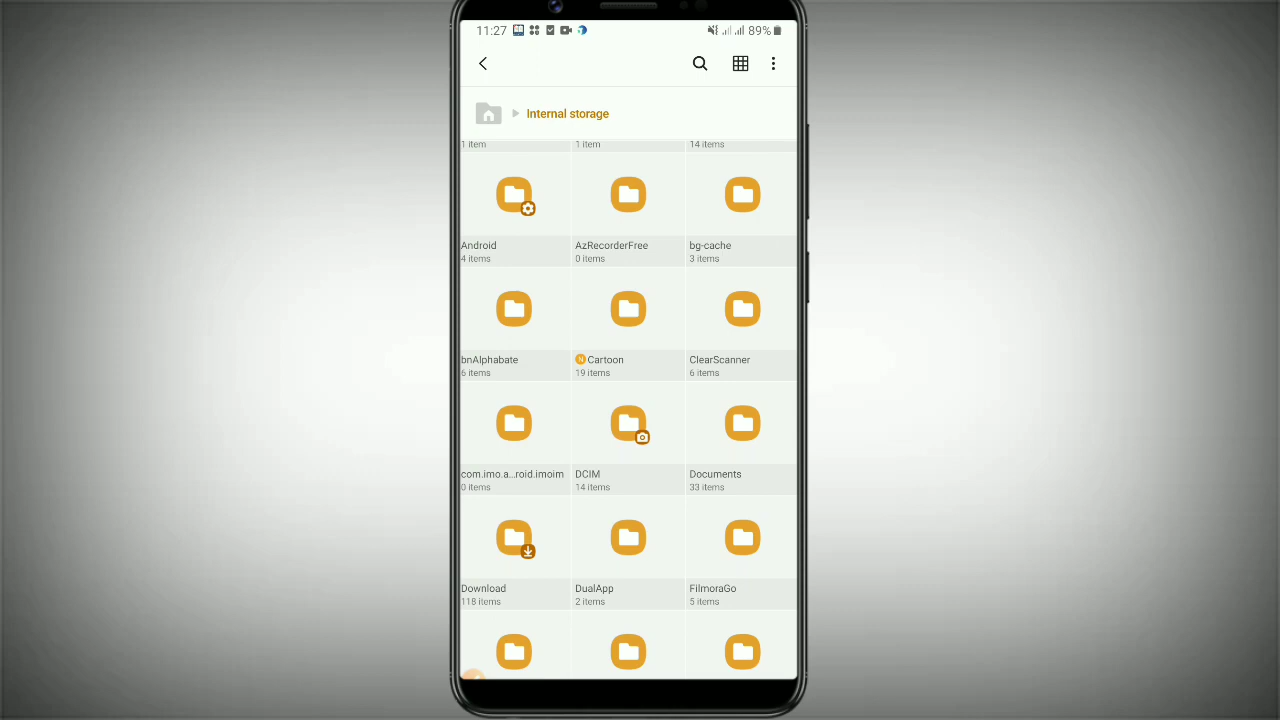 11:27 89%
Internal storage
1 item 1 item 14 items
Android AzRecorderFree bg-cache
4 items 0 items 3 items
bnAlphabate N Cartoon ClearScanner
6 items 19 items 6 items
com.imo.a...roid.imoim DCIM Documents
0 items 14 items 33 items
Download DualApp FilmoraGo
118 items 2 items 5 items